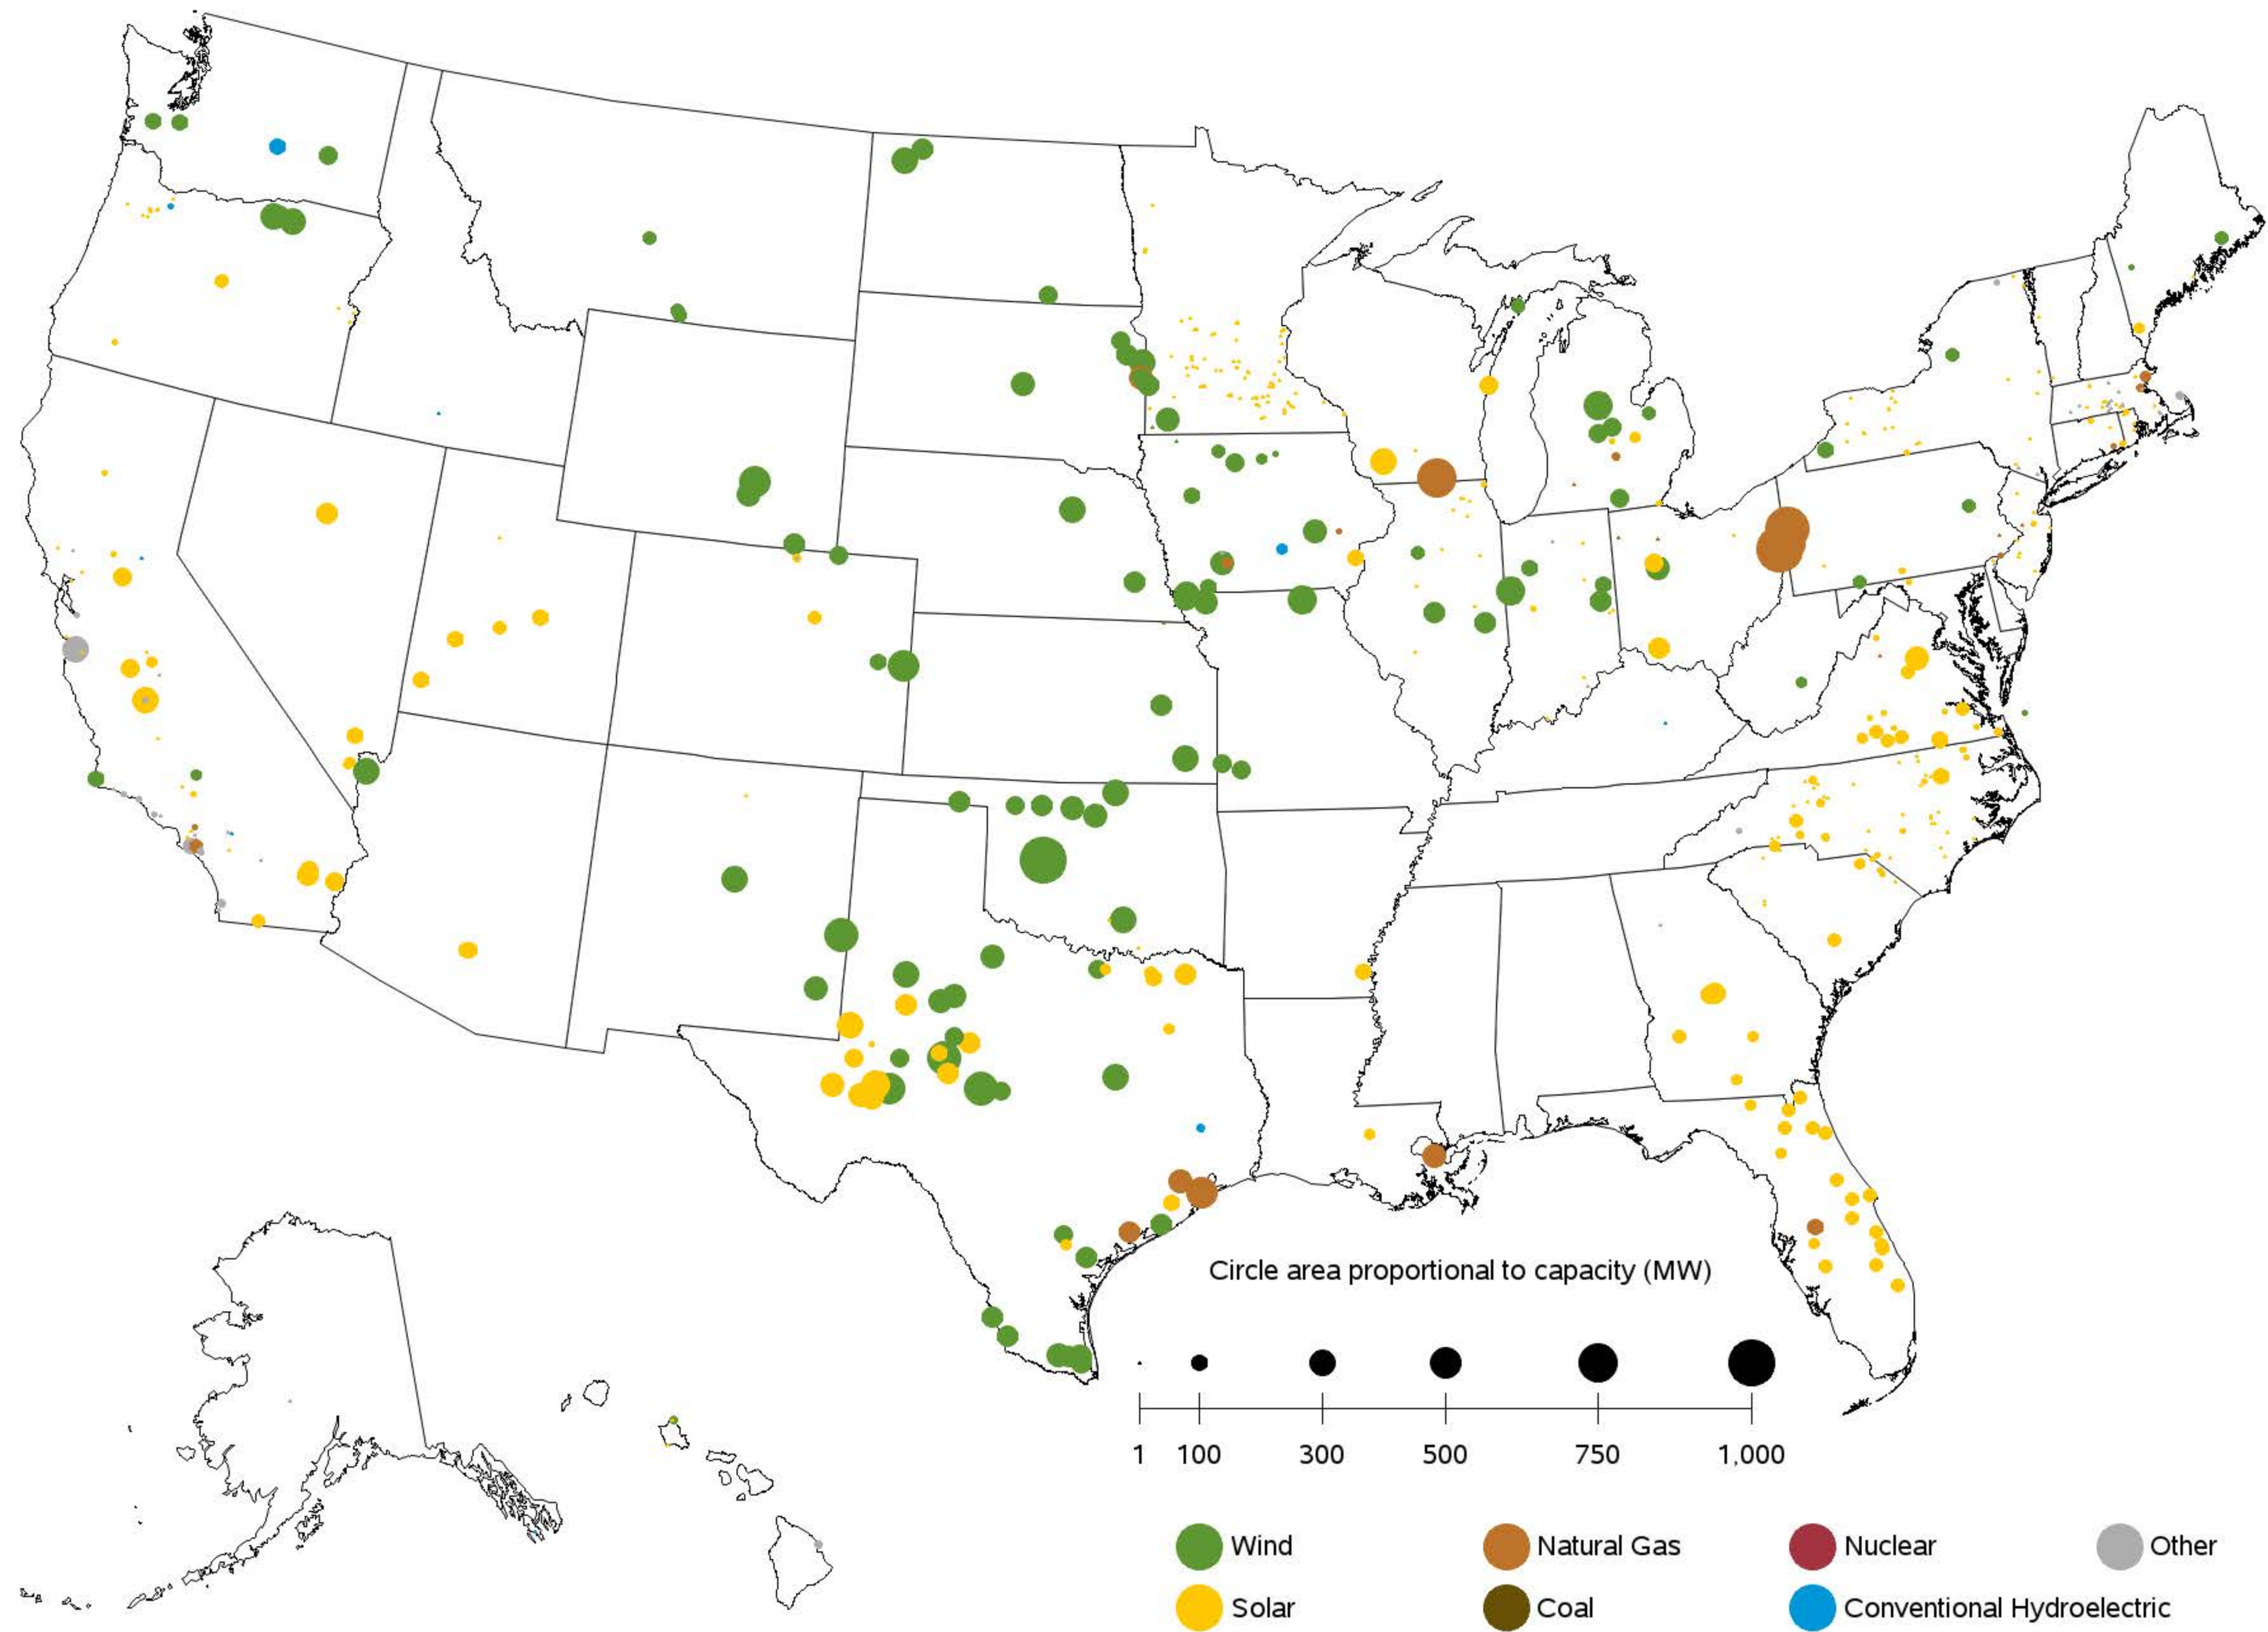 Circle area proportional to capacity (MW)
1 100 300 500 750 1,000
Wind Natural Gas Nuclear Other
Solar Coal Conventional Hydroelectric